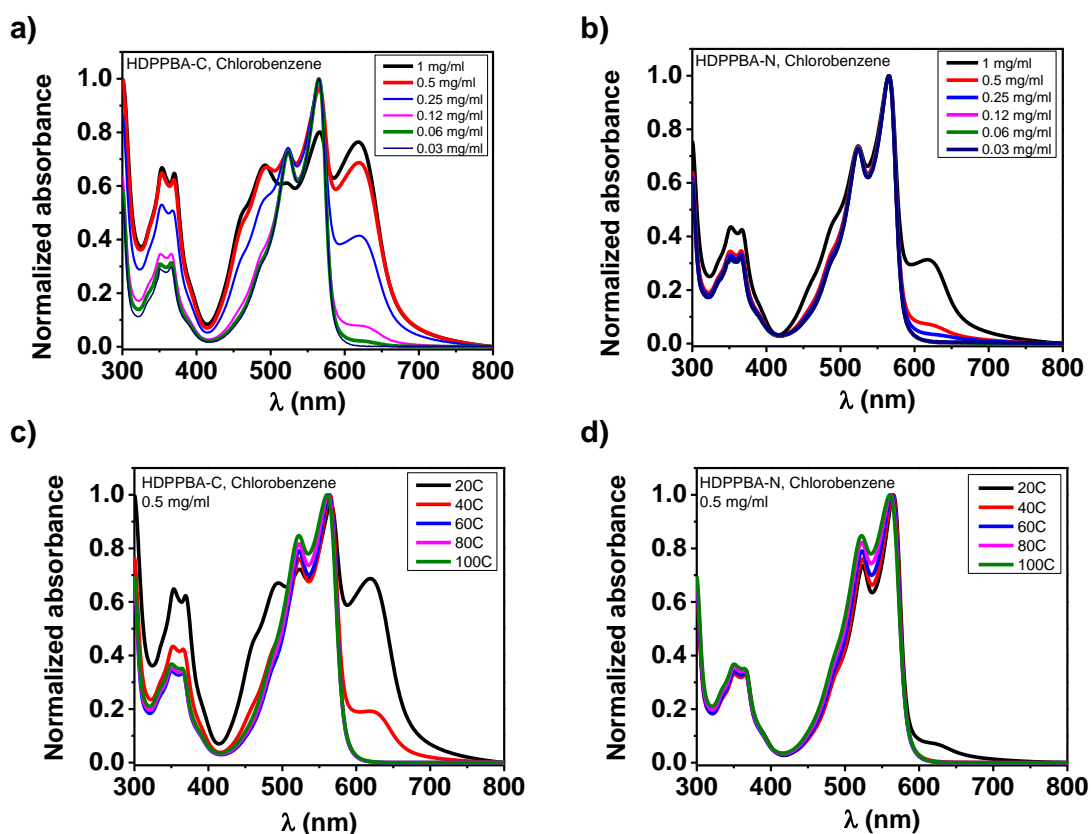 a)
HDPPBA-C, Chlorobenzene
1 mg/ml
0.5 mg/ml
0.25 mg/ml
0.12 mg/ml
0.06 mg/ml
0.03 mg/ml
Normalized absorbance
1.0
0.8
0.6
0.4
0.2
0.0
300 400 500 600 700 800
λ (nm)
b)
HDPPBA-N, Chlorobenzene
1 mg/ml
0.5 mg/ml
0.25 mg/ml
0.12 mg/ml
0.06 mg/ml
0.03 mg/ml
Normalized absorbance
1.0
0.8
0.6
0.4
0.2
0.0
300 400 500 600 700 800
λ (nm)
c)
HDPPBA-C, Chlorobenzene
0.5 mg/ml
20C
40C
60C
80C
100C
Normalized absorbance
1.0
0.8
0.6
0.4
0.2
0.0
300 400 500 600 700 800
λ (nm)
d)
HDPPBA-N, Chlorobenzene
0.5 mg/ml
20C
40C
60C
80C
100C
Normalized absorbance
1.0
0.8
0.6
0.4
0.2
0.0
300 400 500 600 700 800
λ (nm)